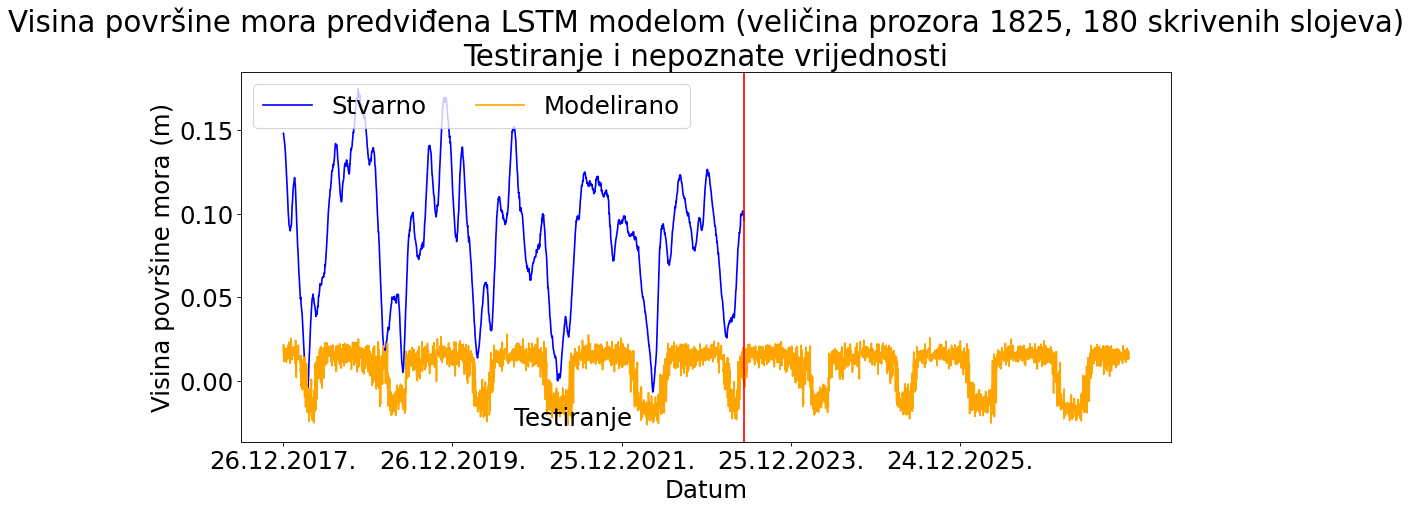 Visina površine mora predviđena LSTM modelom (veličina prozora 1825, 180 skrivenih slojeva)
Testiranje i nepoznate vrijednosti
Stvarno Modelirano
Visina površine mora (m)
0.15
0.10
0.05
0.00
Testiranje
26.12.2017. 26.12.2019. 25.12.2021. 25.12.2023. 24.12.2025.
Datum